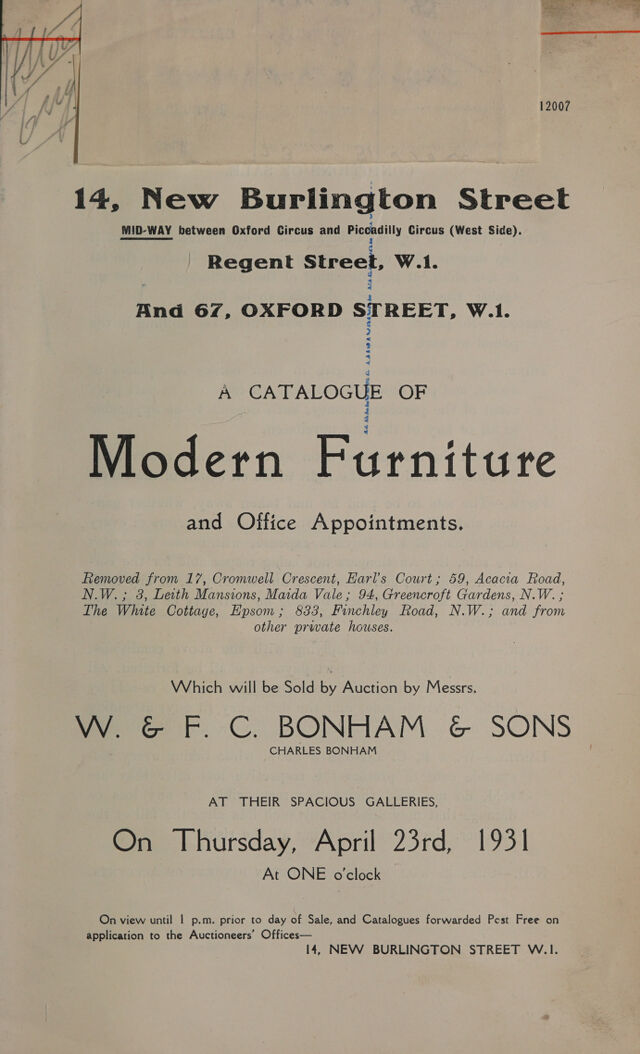 12007
14, New Burlington Street
MID-WAY between Oxford Circus and Piccadilly Circus (West Side).
Regent Street, W.1.
And 67, OXFORD STREET, W.1.
A CATALOGUE OF
Modern Furniture
and Office Appointments.
Removed from 17, Cromwell Crescent, Earl's Court; 59, Acacia Road,
N.W.; 3, Leith Mansions, Maida Vale; 94, Greencroft Gardens, N.W.;
The White Cottage, Epsom; 833, Finchley Road, N.W.; and from
other private houses.
Which will be Sold by Auction by Messrs.
W. & F. C. BONHAM & SONS
CHARLES BONHAM
AT THEIR SPACIOUS GALLERIES,
On Thursday, April 23rd, 1931
At ONE o'clock
On view until 1 p.m. prior to day of Sale, and Catalogues forwarded Post Free on
application to the Auctioneers' Offices—
14, NEW BURLINGTON STREET W.1.